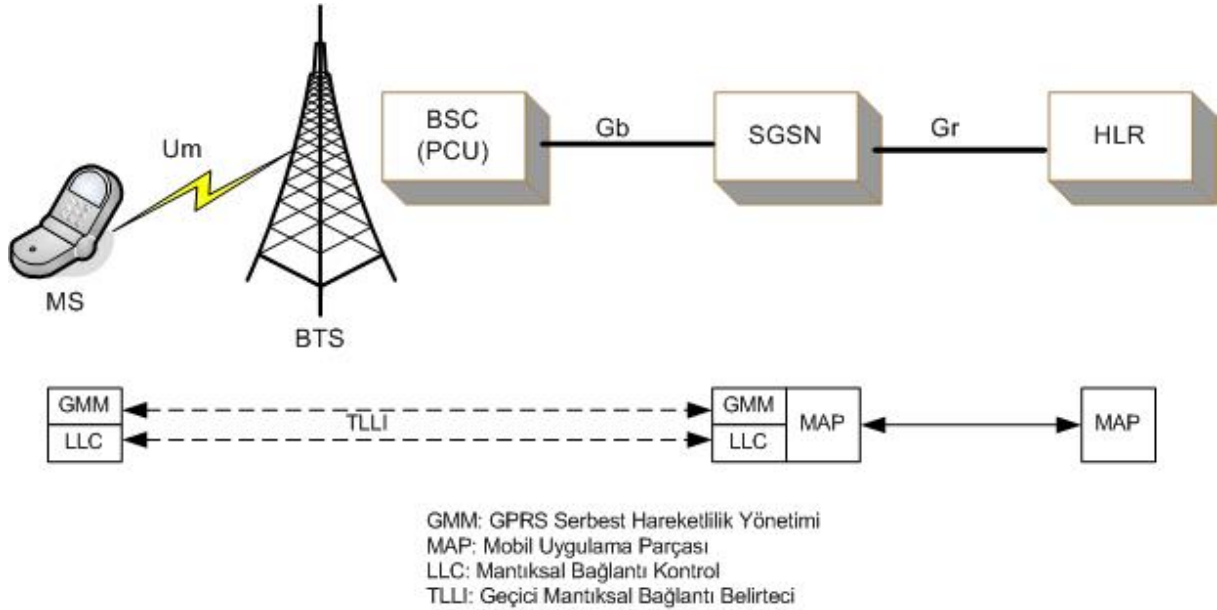 BSC
(PCU)
Gb
SGSN
Gr
HLR
Um
MS
BTS
GMM
LLC
TLLI
GMM
LLC
MAP
MAP
GMM: GPRS Serbest Hareketlilik Yönetimi
MAP: Mobil Uygulama Parçası
LLC: Mantıksal Bağlantı Kontrol
TLLI: Geçici Mantıksal Bağlantı Belirteci